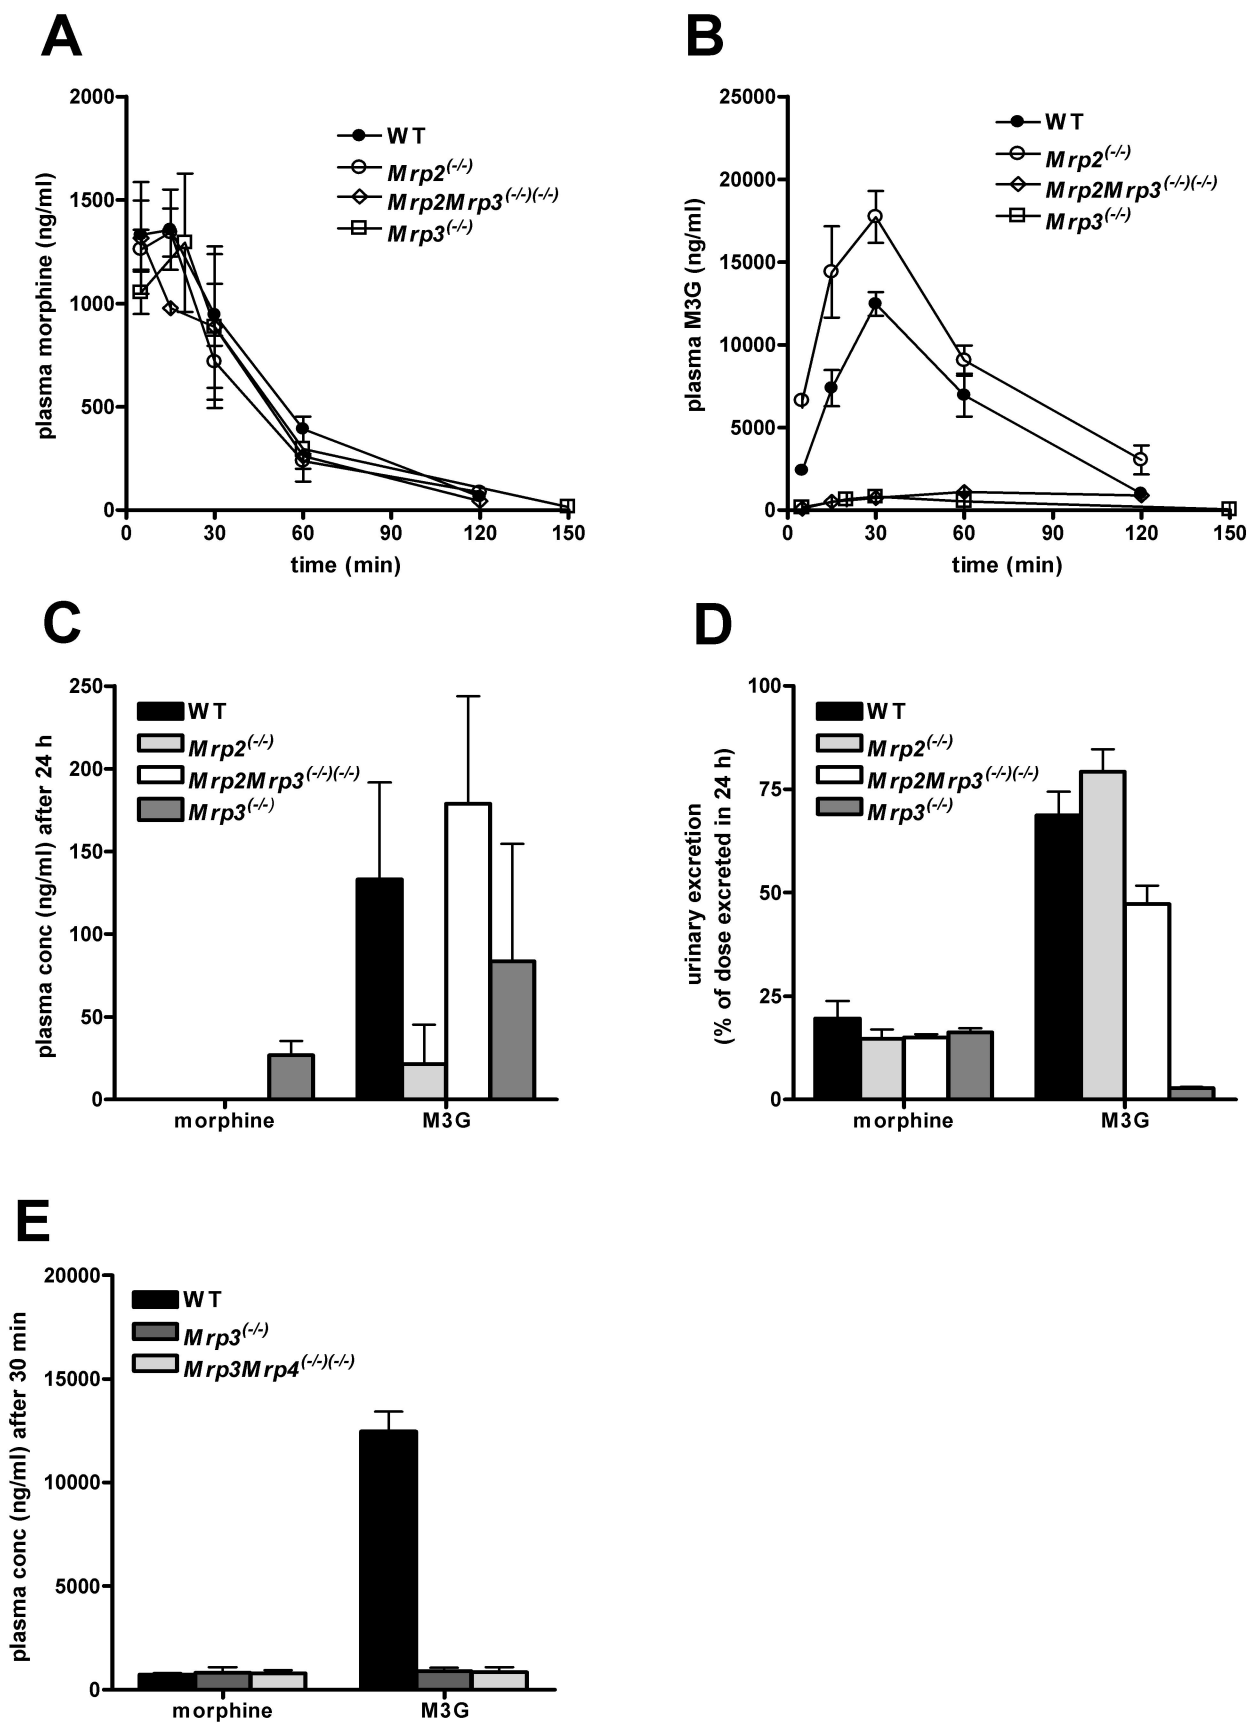 A
plasma morphine (ng/ml)
2000
1500
1000
500
0
0 30 60 90 120 150
time (min)
WT
Mrp2(-/-)
Mrp2Mrp3(-/-)(-/-)
Mrp3(-/-)
B
plasma M3G (ng/ml)
25000
20000
15000
10000
5000
0
0 30 60 90 120 150
time (min)
WT
Mrp2(-/-)
Mrp2Mrp3(-/-)(-/-)
Mrp3(-/-)
C
plasma conc (ng/ml) after 24 h
250
200
150
100
50
0
WT
Mrp2(-/-)
Mrp2Mrp3(-/-)(-/-)
Mrp3(-/-)
morphine M3G
D
urinary excretion
(% of dose excreted in 24 h)
100
75
50
25
0
WT
Mrp2(-/-)
Mrp2Mrp3(-/-)(-/-)
Mrp3(-/-)
morphine M3G
E
plasma conc (ng/ml) after 30 min
20000
15000
10000
5000
0
WT
Mrp3(-/-)
Mrp3Mrp4(-/-)(-/-)
morphine M3G